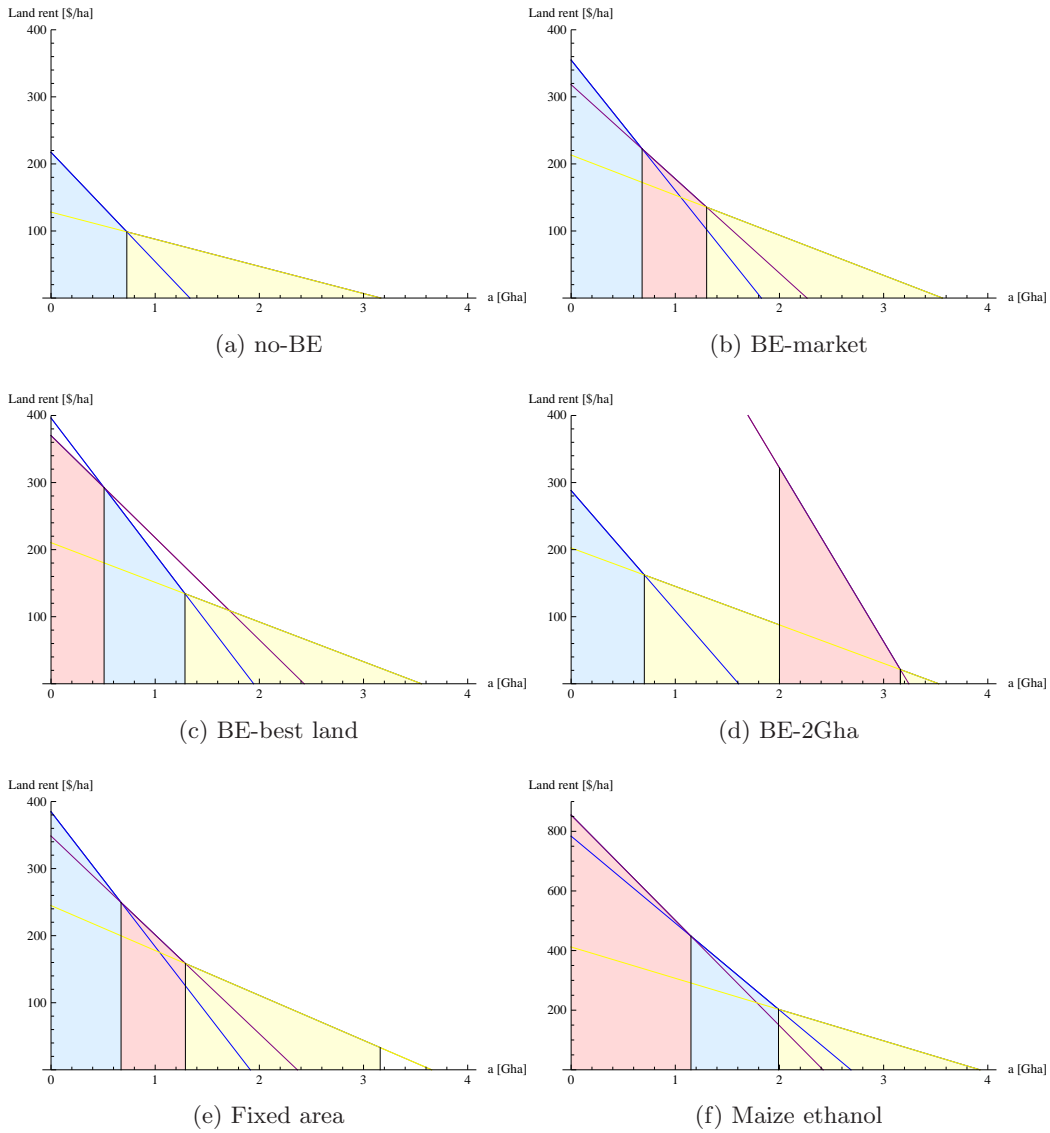 Land rent [$/ha]
400
300
200
100
0 1 2 3 4
a [Gha]
(a) no-BE
Land rent [$/ha]
400
300
200
100
0 1 2 3 4
a [Gha]
(b) BE-market
Land rent [$/ha]
400
300
200
100
0 1 2 3 4
a [Gha]
(c) BE-best land
Land rent [$/ha]
400
300
200
100
0 1 2 3 4
a [Gha]
(d) BE-2Gha
Land rent [$/ha]
400
300
200
100
0 1 2 3 4
a [Gha]
(e) Fixed area
Land rent [$/ha]
800
600
400
200
0 1 2 3 4
a [Gha]
(f) Maize ethanol